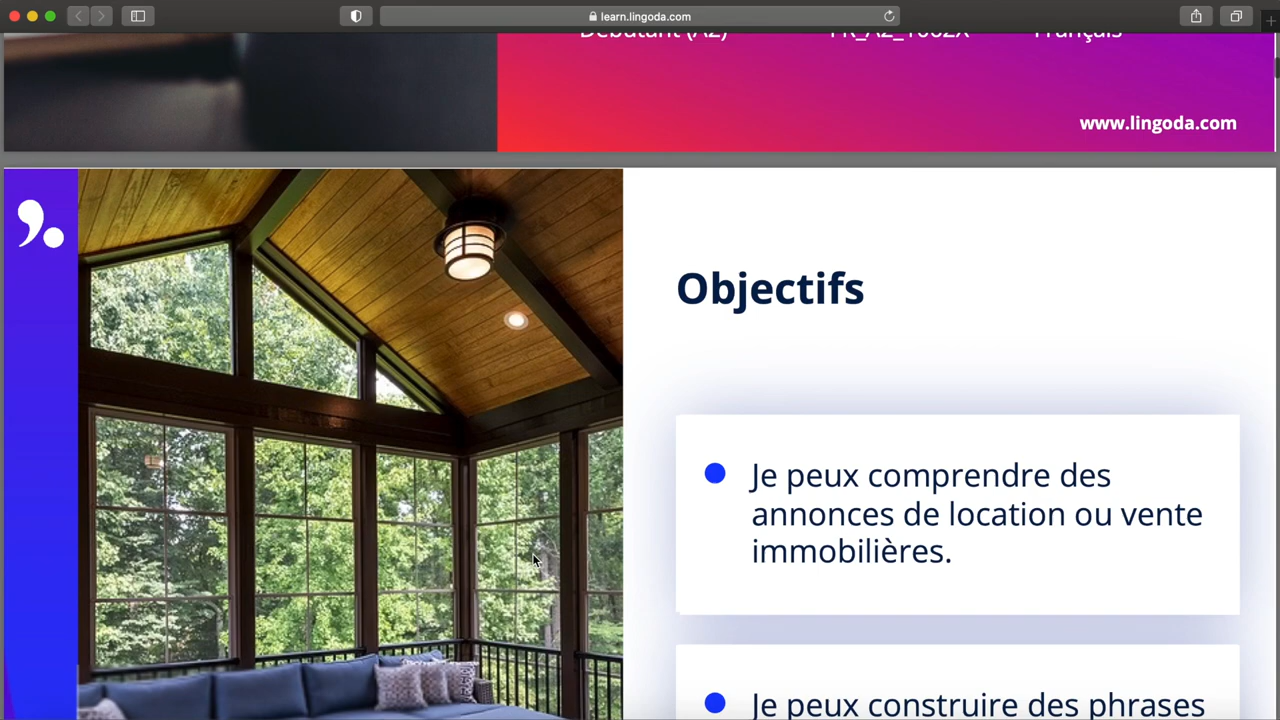 learn.lingoda.com
Débutant (A2) FR_A2_1062X Français
www.lingoda.com
Objectifs
Je peux comprendre des
annonces de location ou vente
immobilières.
Je peux construire des phrases